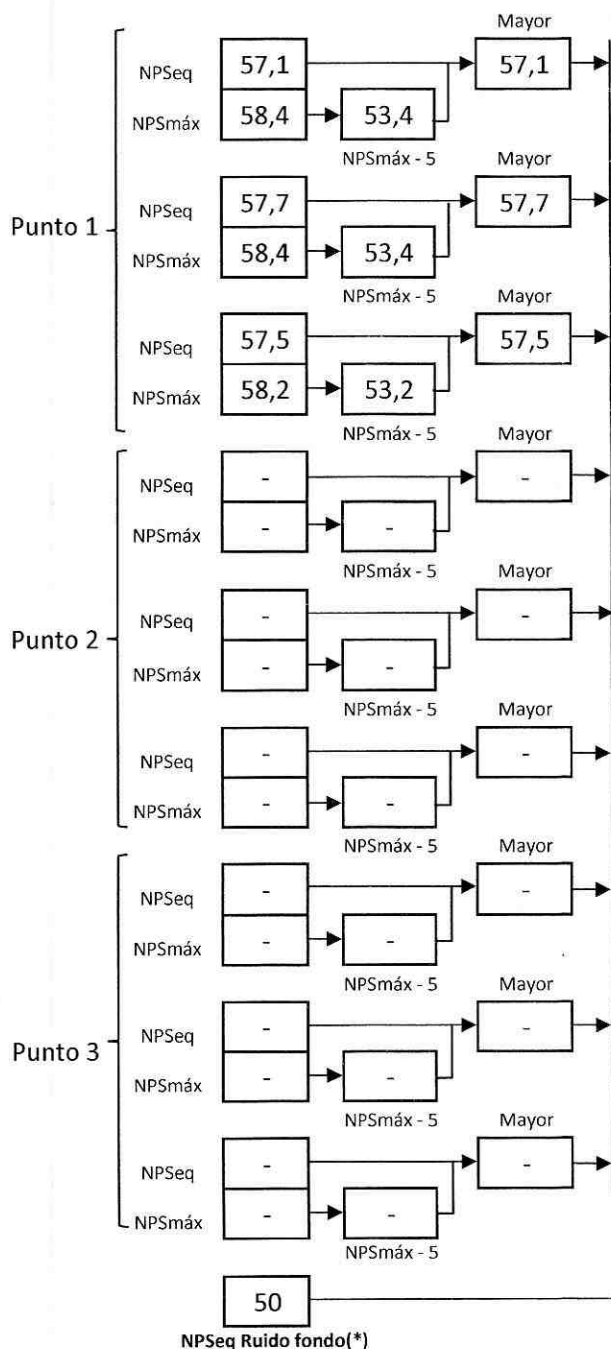 Mayor
NPSeq 57,1 57,1
NPSmáx 58,4 53,4
NPSmáx - 5
Mayor
Punto 1
NPSeq 57,7 57,7
NPSmáx 58,4 53,4
NPSmáx - 5
Mayor
NPSeq 57,5 57,5
NPSmáx 58,2 53,2
NPSmáx - 5
Mayor
NPSeq - -
NPSmáx - -
NPSmáx - 5
Mayor
Punto 2
NPSeq - -
NPSmáx - -
NPSmáx - 5
Mayor
NPSeq - -
NPSmáx - -
NPSmáx - 5
Mayor
NPSeq - -
NPSmáx - -
NPSmáx - 5
Mayor
Punto 3
NPSeq - -
NPSmáx - -
NPSmáx - 5
Mayor
NPSeq - -
NPSmáx - -
NPSmáx - 5
50
NPSeq Ruido fondo(*)